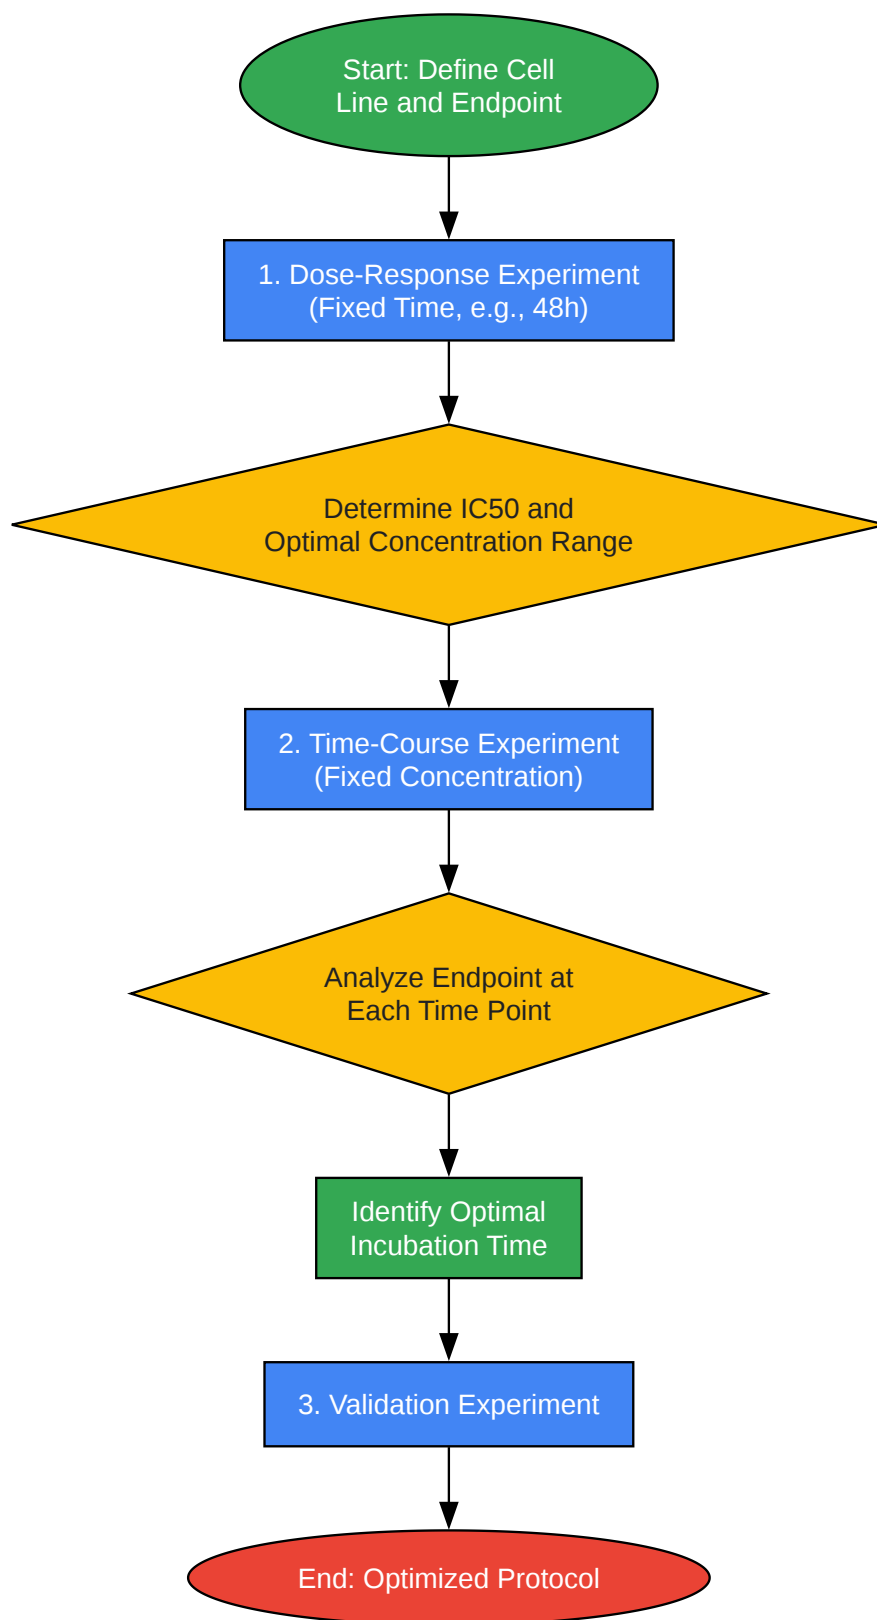 Start: Define Cell
Line and Endpoint
1. Dose-Response Experiment
(Fixed Time, e.g., 48h)
Determine IC50 and
Optimal Concentration Range
2. Time-Course Experiment
(Fixed Concentration)
Analyze Endpoint at
Each Time Point
Identify Optimal
Incubation Time
3. Validation Experiment
End: Optimized Protocol